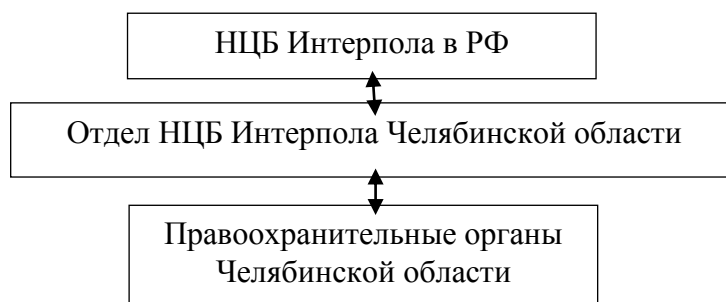 НЦБ Интерпола в РФ
Отдел НЦБ Интерпола Челябинской области
Правоохранительные органы
Челябинской области